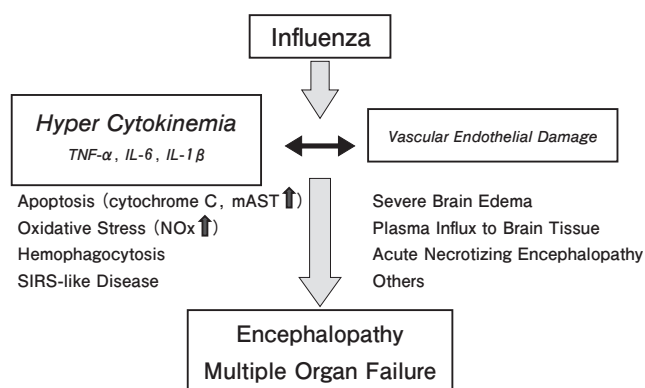 Influenza
Hyper Cytokinemia
TNF-α, IL-6, IL-1β
Vascular Endothelial Damage
Apoptosis (cytochrome C, mAST⬆)
Oxidative Stress (NOx⬆)
Hemophagocytosis
SIRS-like Disease
Severe Brain Edema
Plasma Influx to Brain Tissue
Acute Necrotizing Encephalopathy
Others
Encephalopathy
Multiple Organ Failure